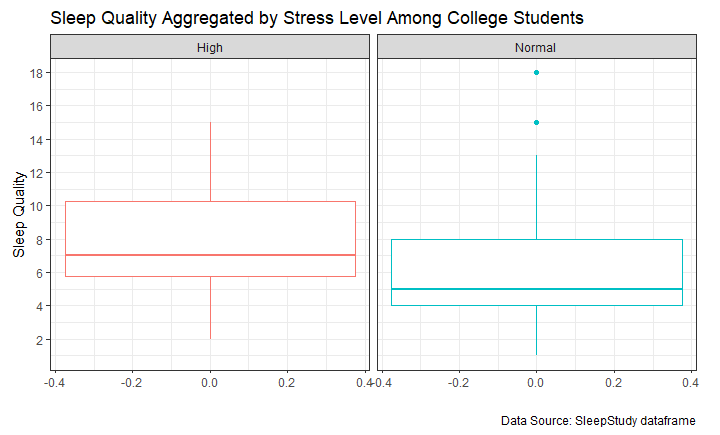 Sleep Quality Aggregated by Stress Level Among College Students
High Normal
Sleep Quality
18
16
14
12
10
8
6
4
2
-0.4 -0.2 0.0 0.2 0.4 -0.4 -0.2 0.0 0.2 0.4
Data Source: SleepStudy dataframe